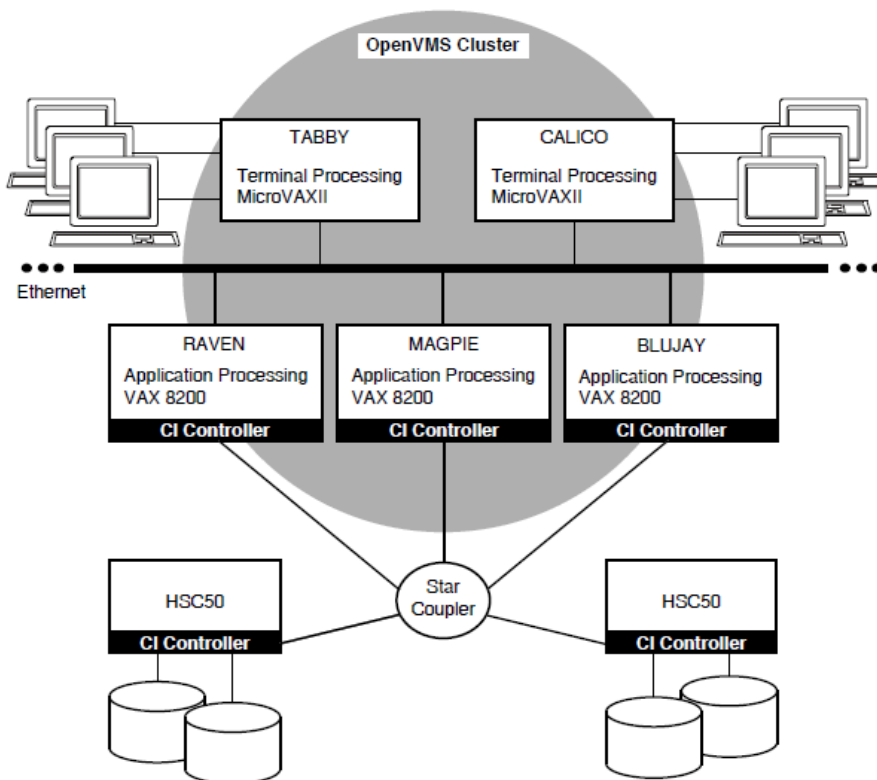 OpenVMS Cluster
TABBY
Terminal Processing
MicroVAXII
CALICO
Terminal Processing
MicroVAXII
Ethernet
RAVEN
Application Processing
VAX 8200
CI Controller
MAGPIE
Application Processing
VAX 8200
CI Controller
BLUJAY
Application Processing
VAX 8200
CI Controller
Star
Coupler
HSC50
CI Controller
HSC50
CI Controller